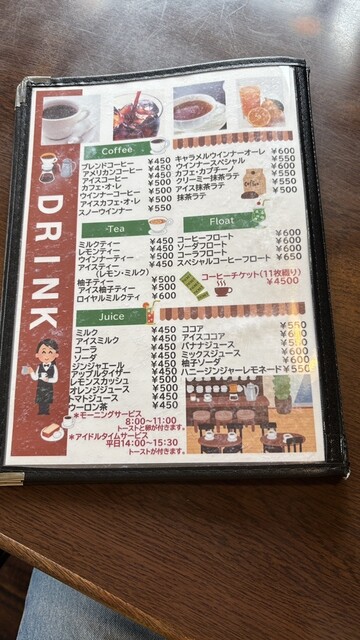 DRINK
Coffee
ブレンドコーヒー ¥450
アメリカンコーヒー ¥450
アイスコーヒー ¥450
カフェ・オ・レ ¥500
ウインナーコーヒー ¥500
アイスカフェ・オ・レ ¥500
スノーウインナー ¥550
キャラメルウインナーオーレ ¥600
ウインナースペシャル ¥550
カフェ・カプチーノ ¥550
クリーミー抹茶ラテ ¥600
アイス抹茶ラテ ¥550
抹茶ラテ ¥500
Tea
ミルクティー ¥450
レモンティー ¥450
ウインナーティー ¥500
アイスティー ¥450
(レモン・ミルク)
柚子ティー ¥500
アイス柚子ティー ¥500
ロイヤルミルクティ ¥600
Float
コーヒーフロート ¥600
ソーダフロート ¥600
コーラフロート ¥600
スペシャルコーヒーフロート ¥650
コーヒーチケット(11枚綴り)
¥4500
Juice
ミルク ¥450
アイスミルク ¥450
コーラ ¥450
ソーダ ¥450
ジンジャエール ¥450
アップルタイザー ¥450
レモンスカッシュ ¥500
オレンジジュース ¥450
トマトジュース ¥450
ウーロン茶 ¥450
ココア ¥550
アイスココア
バナナジュース
ミックスジュース ¥600
柚子ソーダ
ハニージンジャーレモネード ¥550
*モーニングサービス
8:00~11:00
トーストと卵が付きます。
*アイドルタイムサービス
平日14:00~15:30
トーストが付きます。